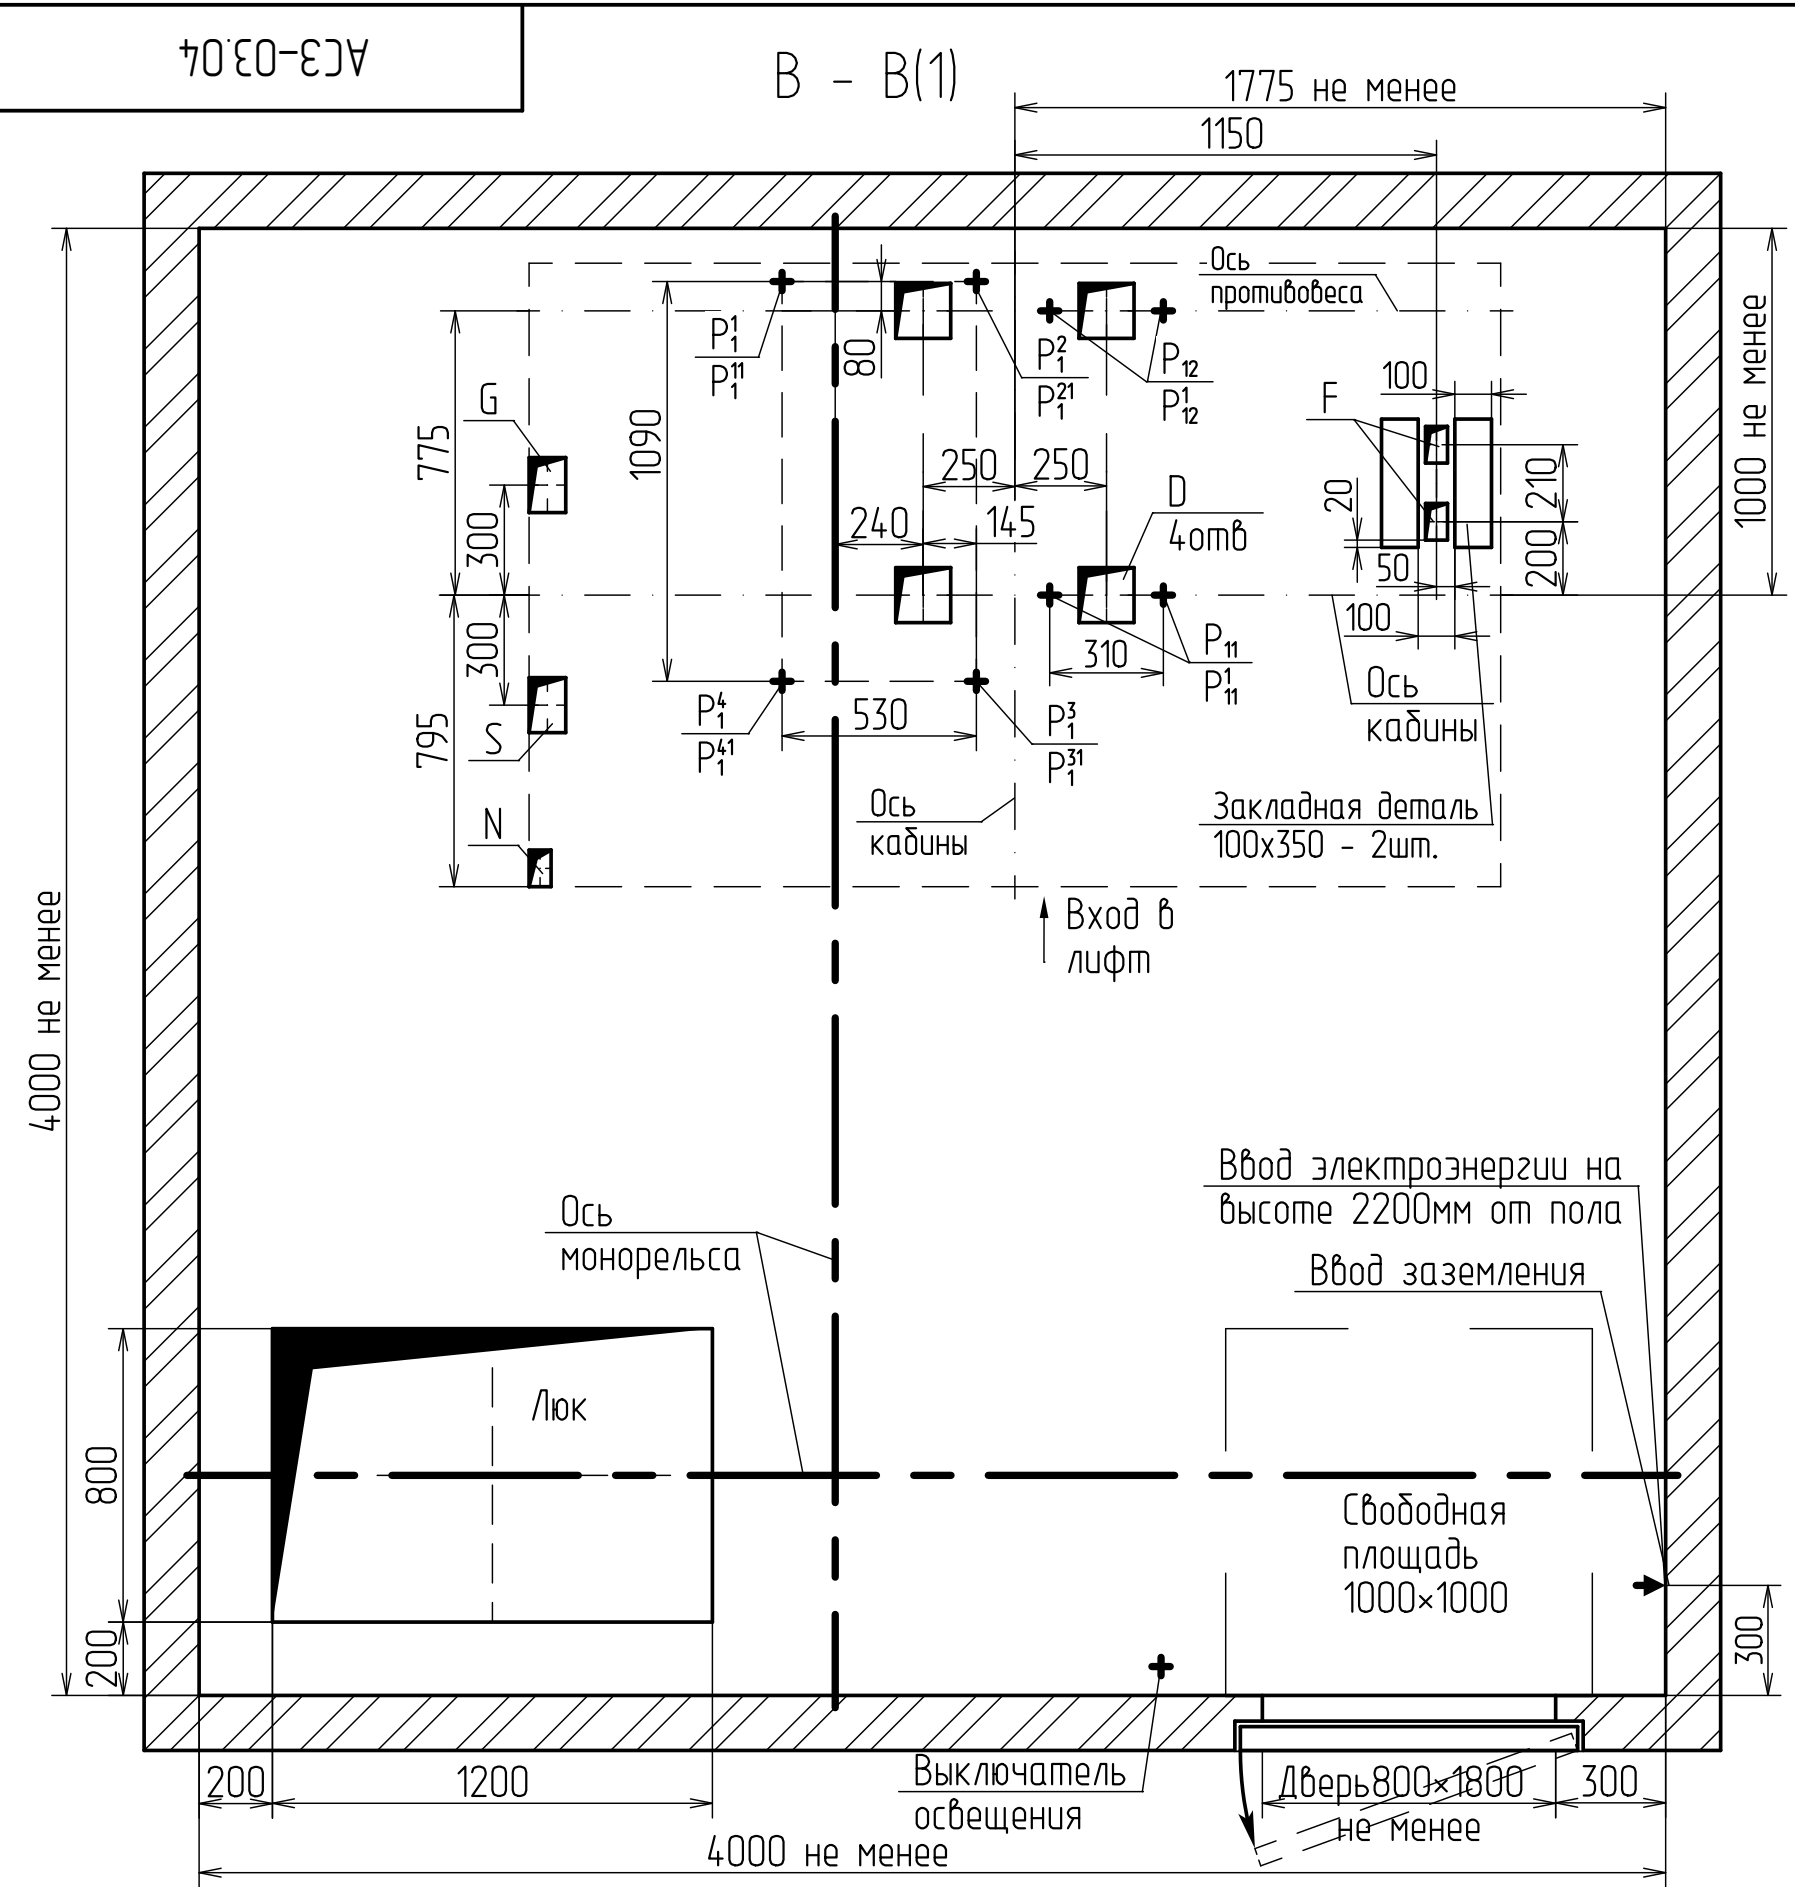 АС3-03.04
В - В(1)
1775 не менее
1150
Ось
противовеса
P¹₁
P¹¹₁
80
P²₁
P²¹₁
P₁₂
P¹₁₂
100
F
G
775
1090
1000 не менее
250
250
D
4отв
20
210
300
240
145
50
200
300
310
P₁₁
P¹₁₁
100
Ось
кабины
795
S
P⁴₁
P⁴¹₁
530
P³₁
P³¹₁
N
Ось
кабины
Закладная деталь
100х350 - 2шт.
4000 не менее
Вход в
лифт
Ввод электроэнергии на
высоте 2200мм от пола
Ось
монорельса
Ввод заземления
Люк
800
Свободная
площадь
1000×1000
200
300
200
1200
Выключатель
освещения
Дверь 800×1800
не менее
300
4000 не менее